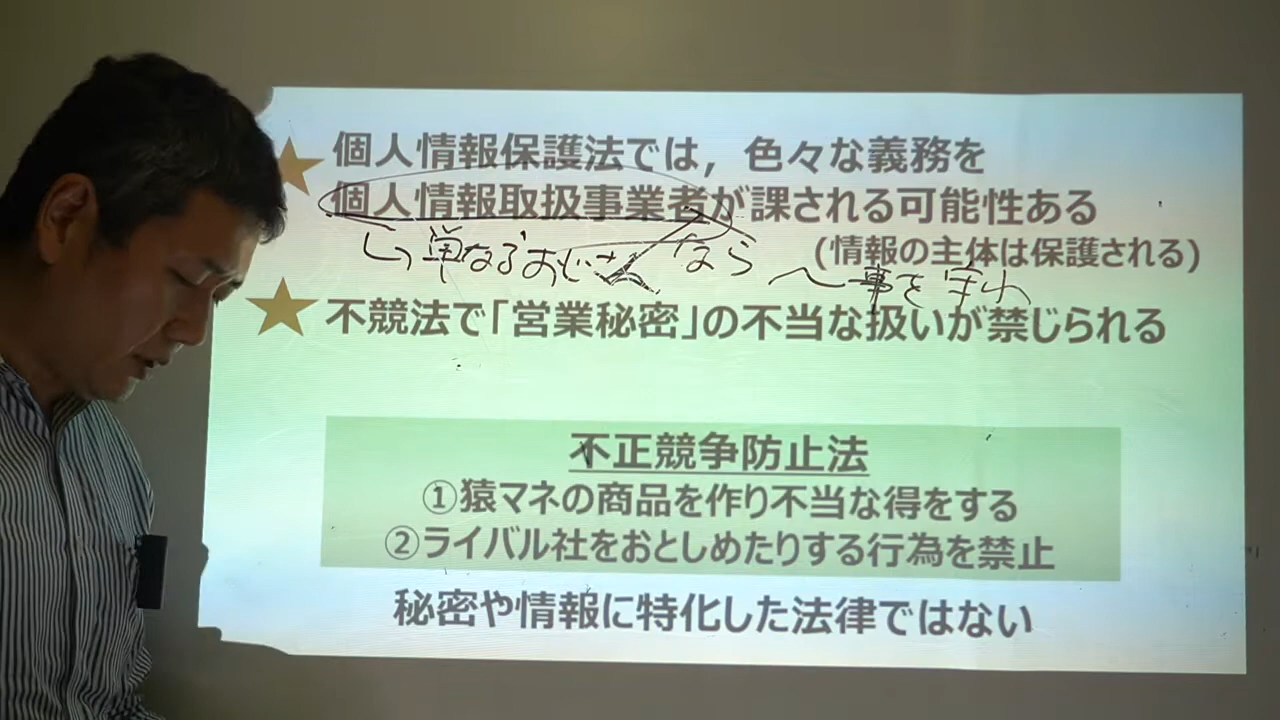 ★個人情報保護法では，色々な義務を
個人情報取扱事業者が課される可能性ある
(情報の主体は保護される)
単なるおじさんなら 〜事を守れ
★不競法で「営業秘密」の不当な扱いが禁じられる
不正競争防止法
①猿マネの商品を作り不当な得をする
②ライバル社をおとしめたりする行為を禁止
秘密や情報に特化した法律ではない